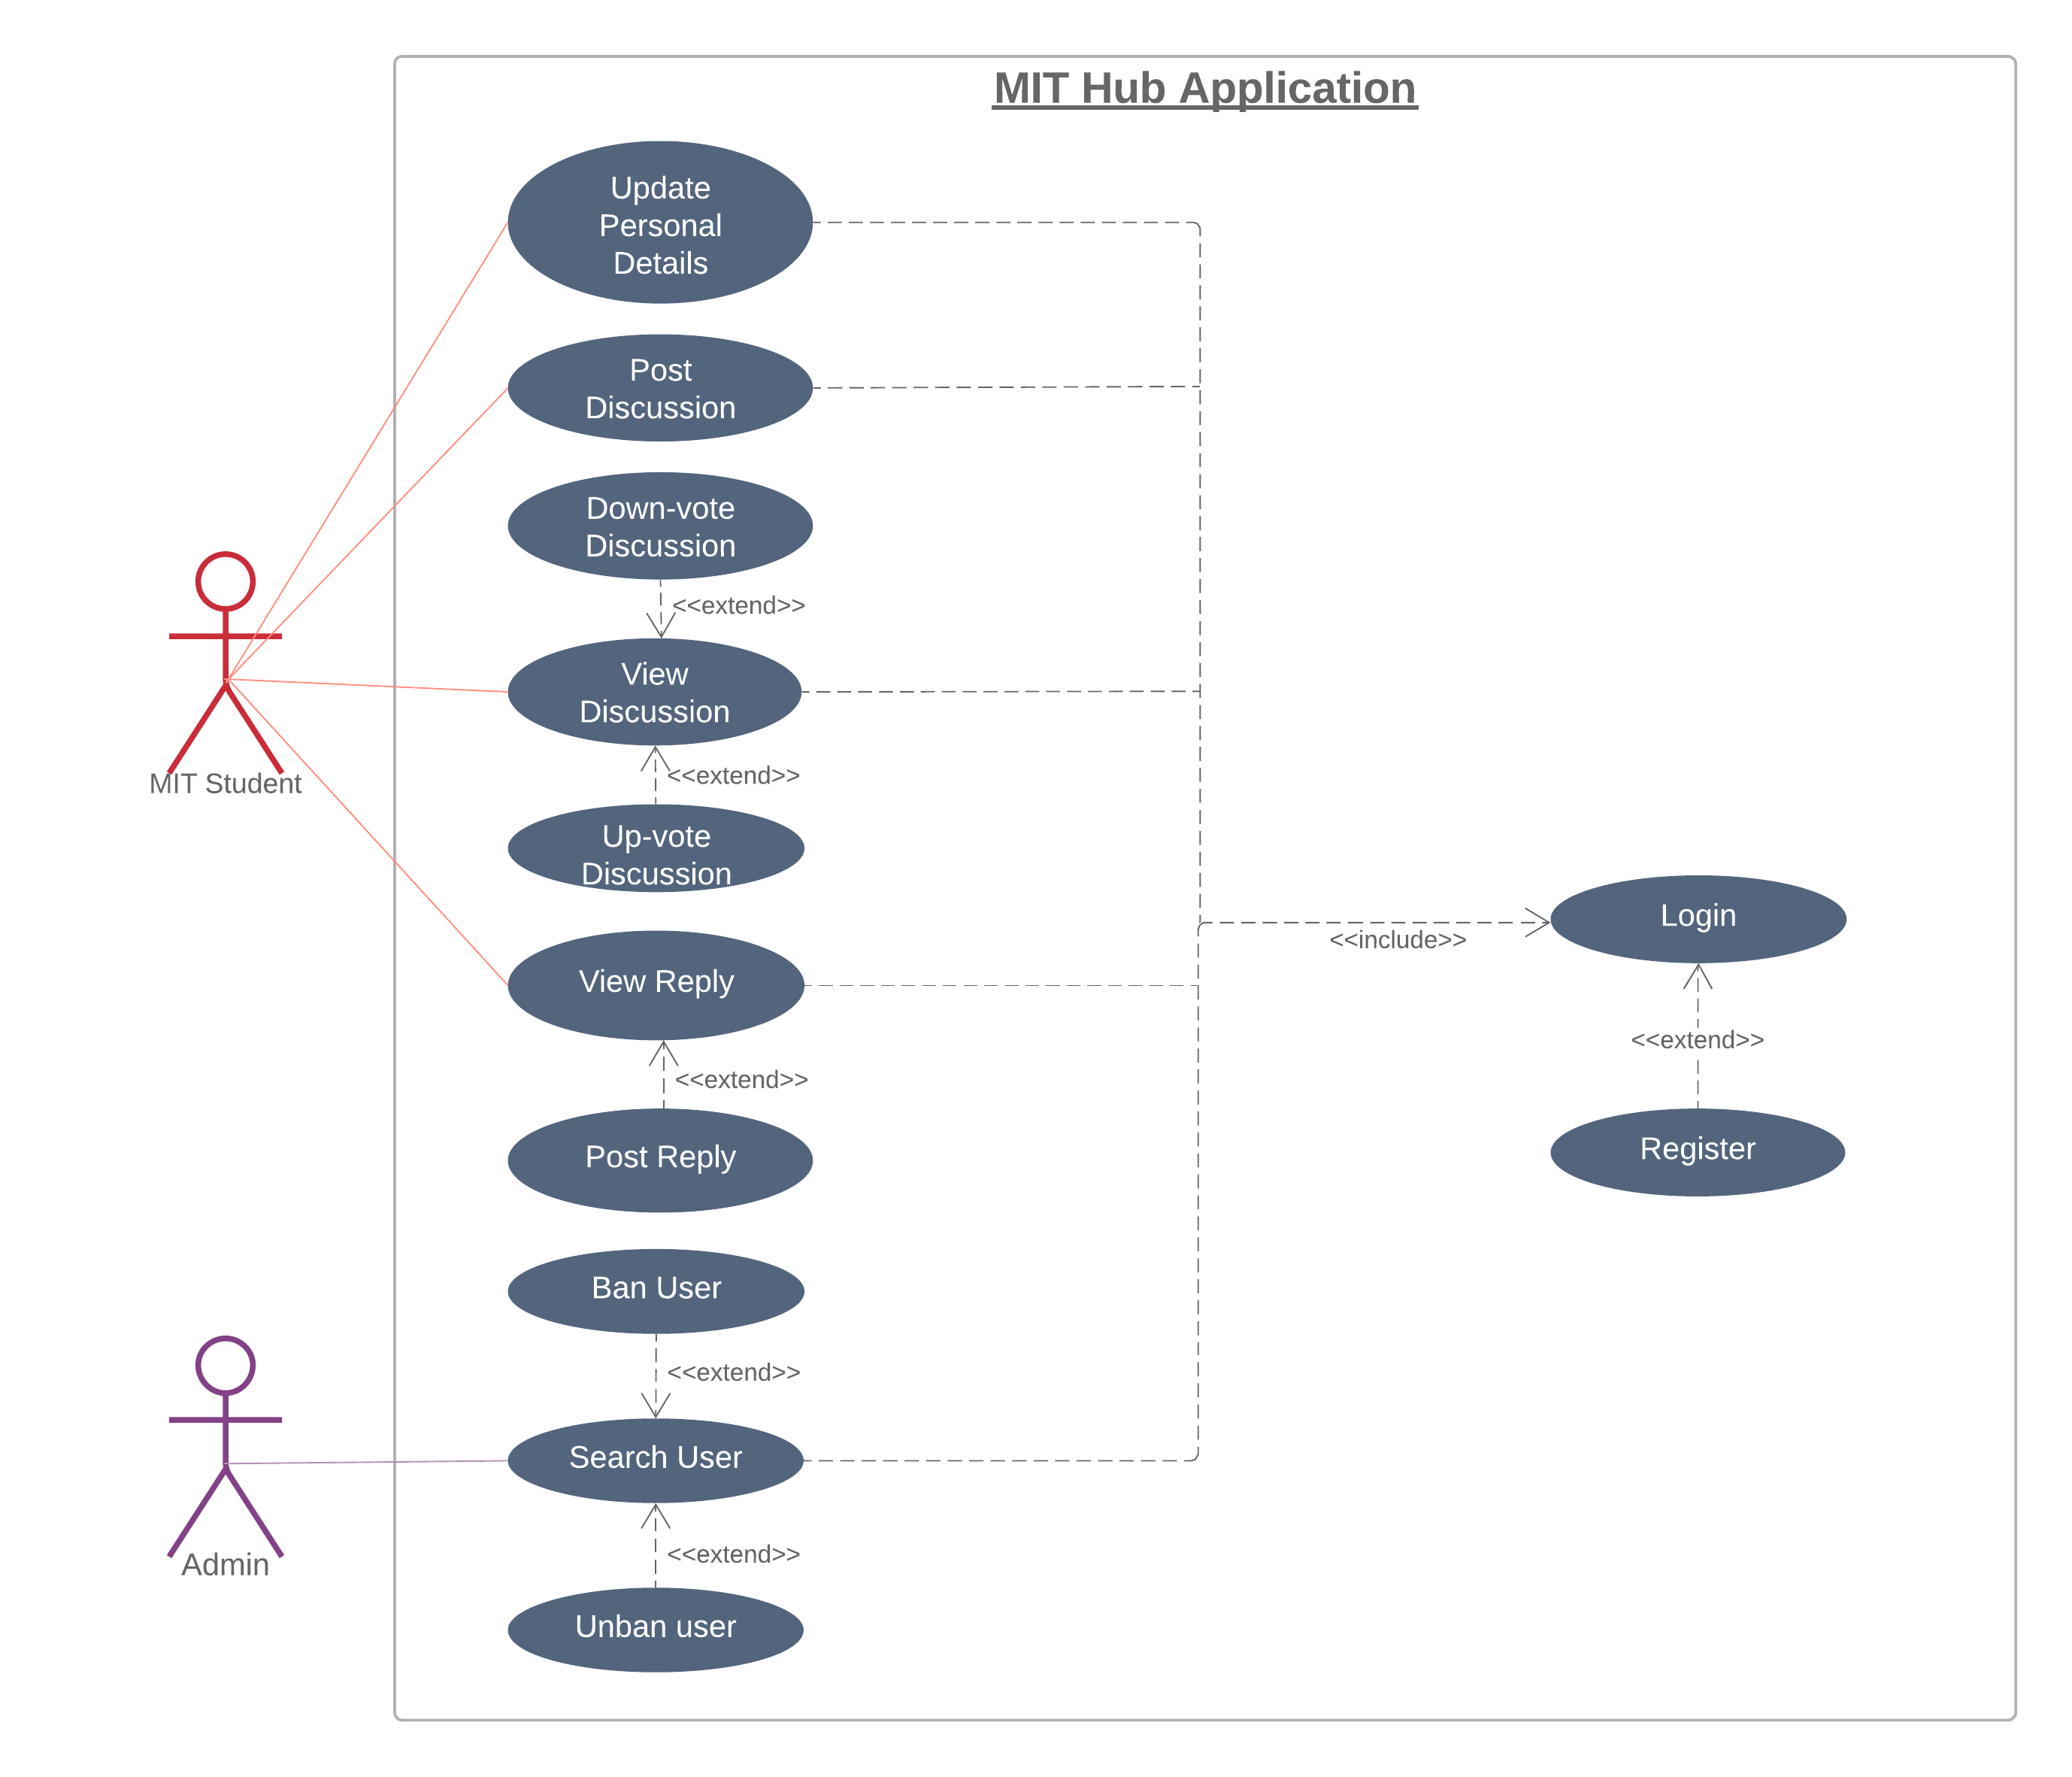 MIT Hub Application
Update
Personal
Details
Post
Discussion
Down-vote
Discussion
<<extend>>
View
Discussion
MIT Student
<<extend>>
Up-vote
Discussion
Login
<<include>>
View Reply
<<extend>>
<<extend>>
Post Reply
Register
Ban User
<<extend>>
Search User
Admin
<<extend>>
Unban user